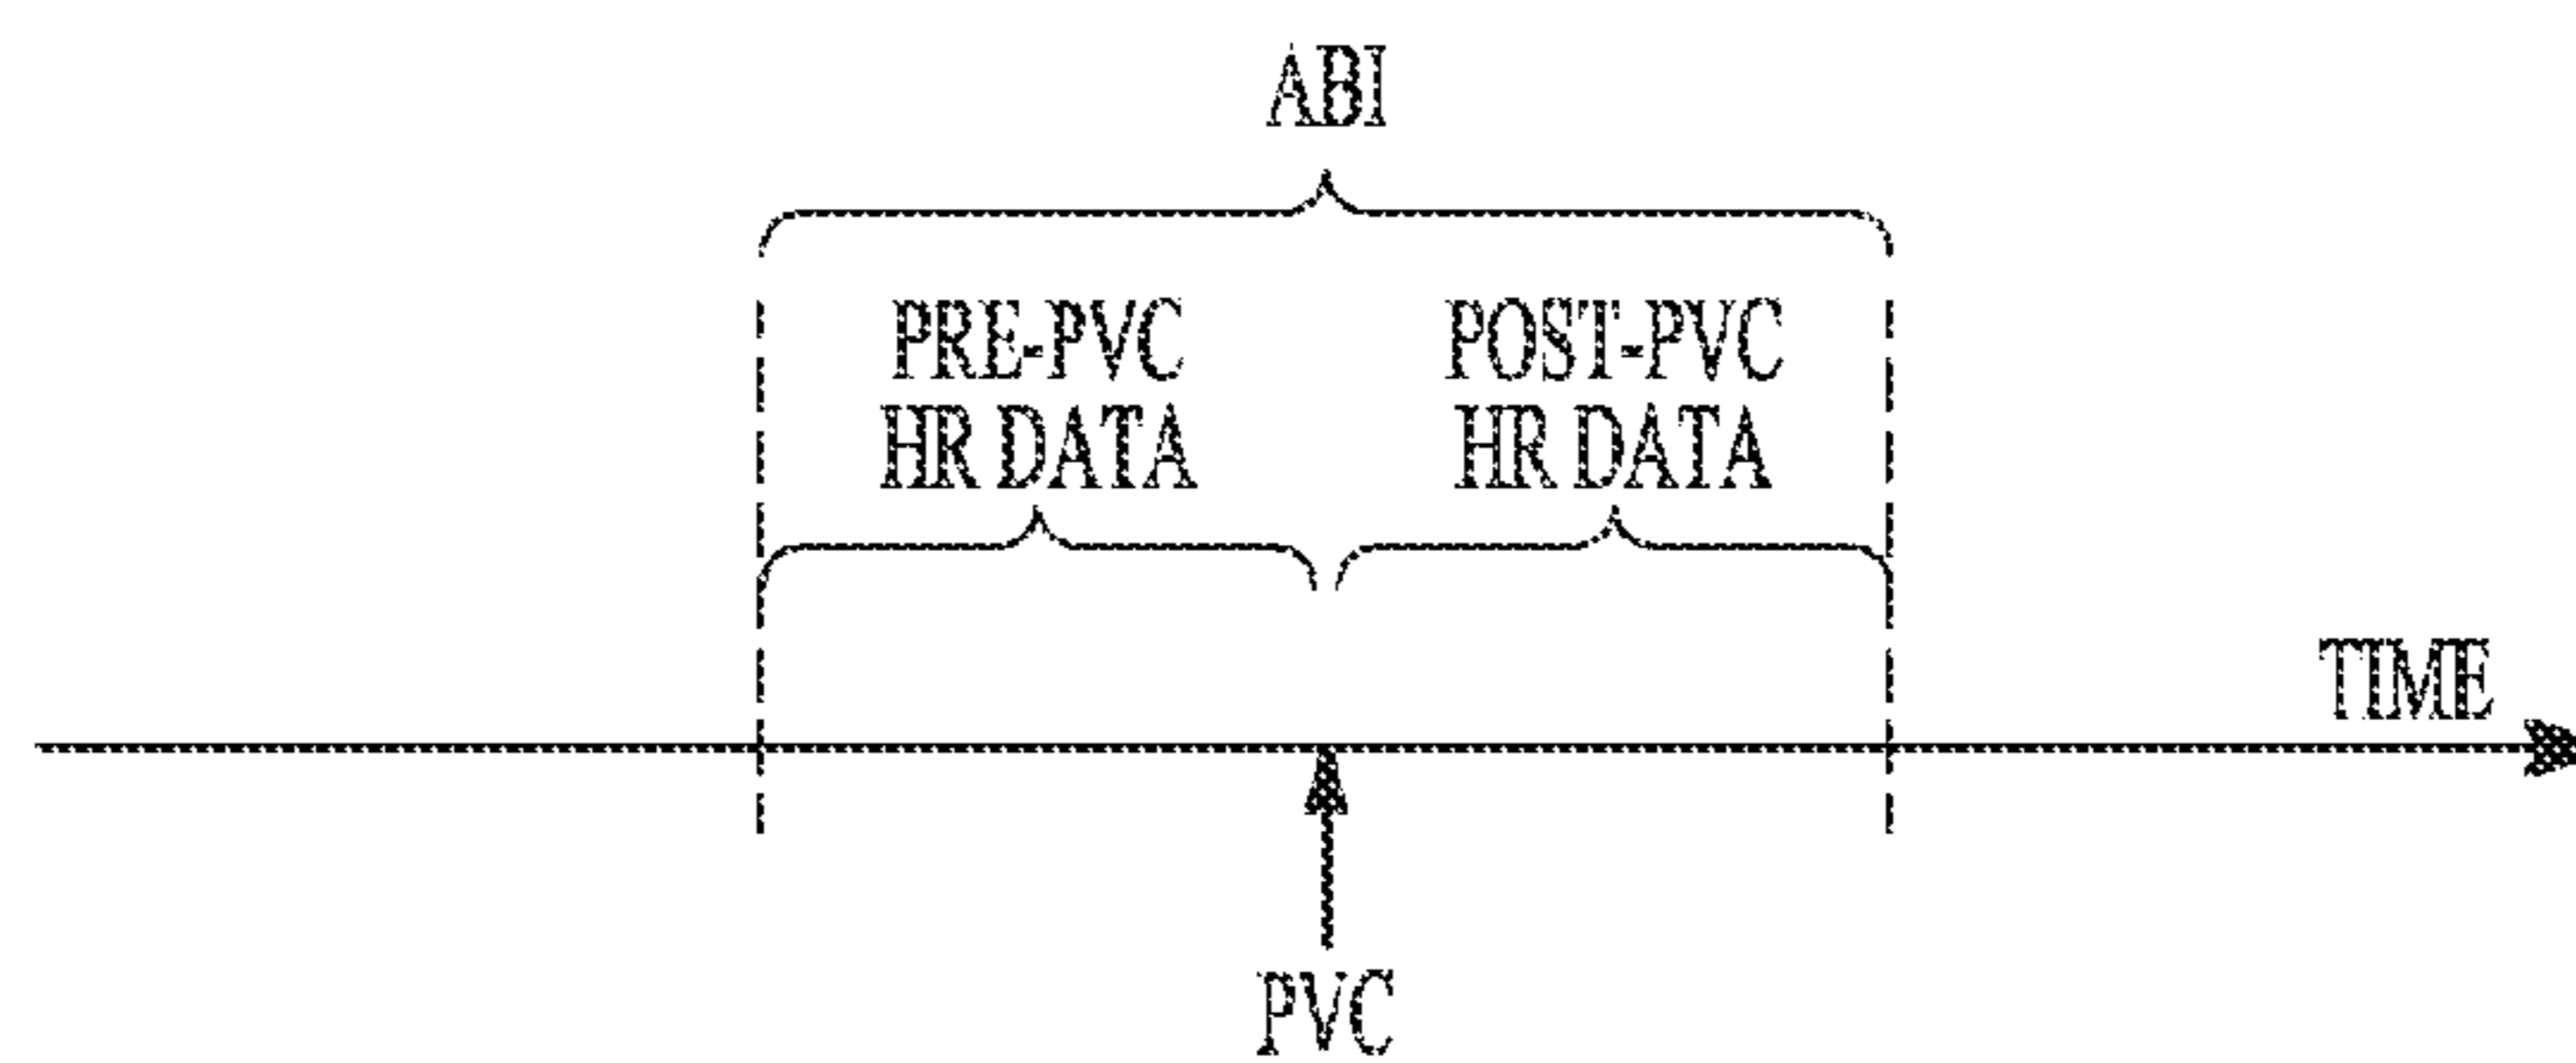 ABI
PRE-PVC
HR DATA
POST-PVC
HR DATA
TIME
PVC